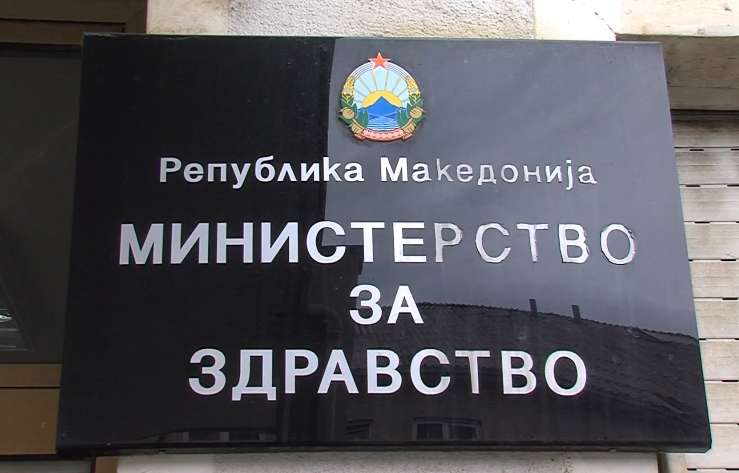 Република Македонија
МИНИСТЕРСТВО
ЗА
ЗДРАВСТВО